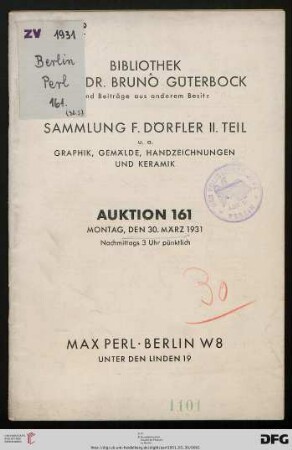 ZV 1931
Berlin
Perl
161.
BIBLIOTHEK
DR. BRUNO GÜTERBOCK
und Beiträge aus anderem Besitz
SAMMLUNG F. DÖRFLER II. TEIL
u. a.
GRAPHIK, GEMÄLDE, HANDZEICHNUNGEN
UND KERAMIK
AUKTION 161
MONTAG, DEN 30. MÄRZ 1931
Nachmittags 3 Uhr pünktlich
30
MAX PERL · BERLIN W 8
UNTER DEN LINDEN 19
1101
DFG